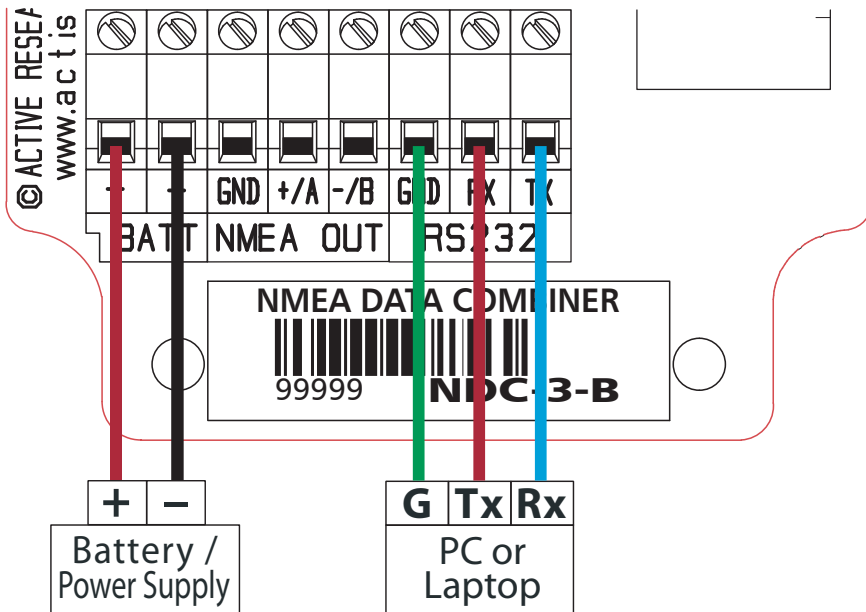 © ACTIVE RESEA
www.actis
+ - GND +/A -/B GND RX TX
BATT NMEA OUT RS232
NMEA DATA COMBINER
99999 NDC-3-B
+ − G Tx Rx
Battery / Power Supply
PC or Laptop